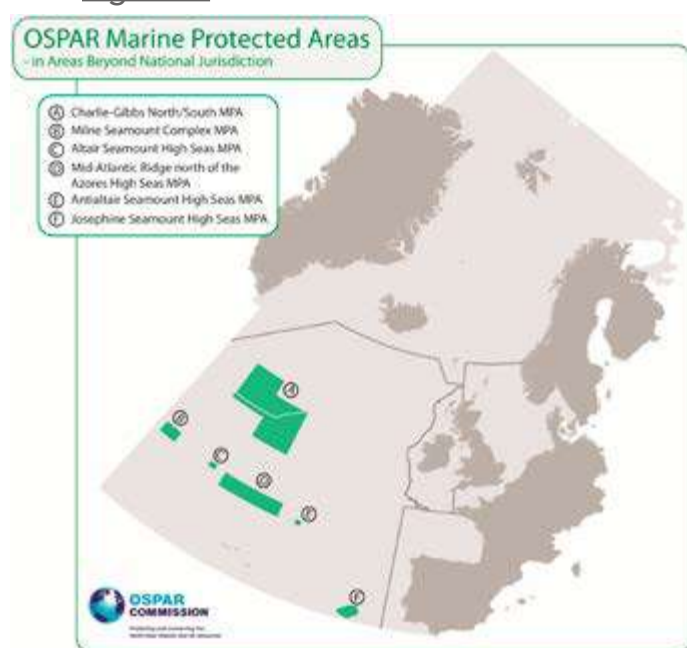 OSPAR Marine Protected Areas
- in Areas Beyond National Jurisdiction
A Charlie-Gibbs North/South MPA
B Milne Seamount Complex MPA
C Altair Seamount High Seas MPA
D Mid-Atlantic Ridge north of the
Azores High Seas MPA
E Antialtair Seamount High Seas MPA
F Josephine Seamount High Seas MPA
A
B
C
D
E
F
OSPAR
COMMISSION